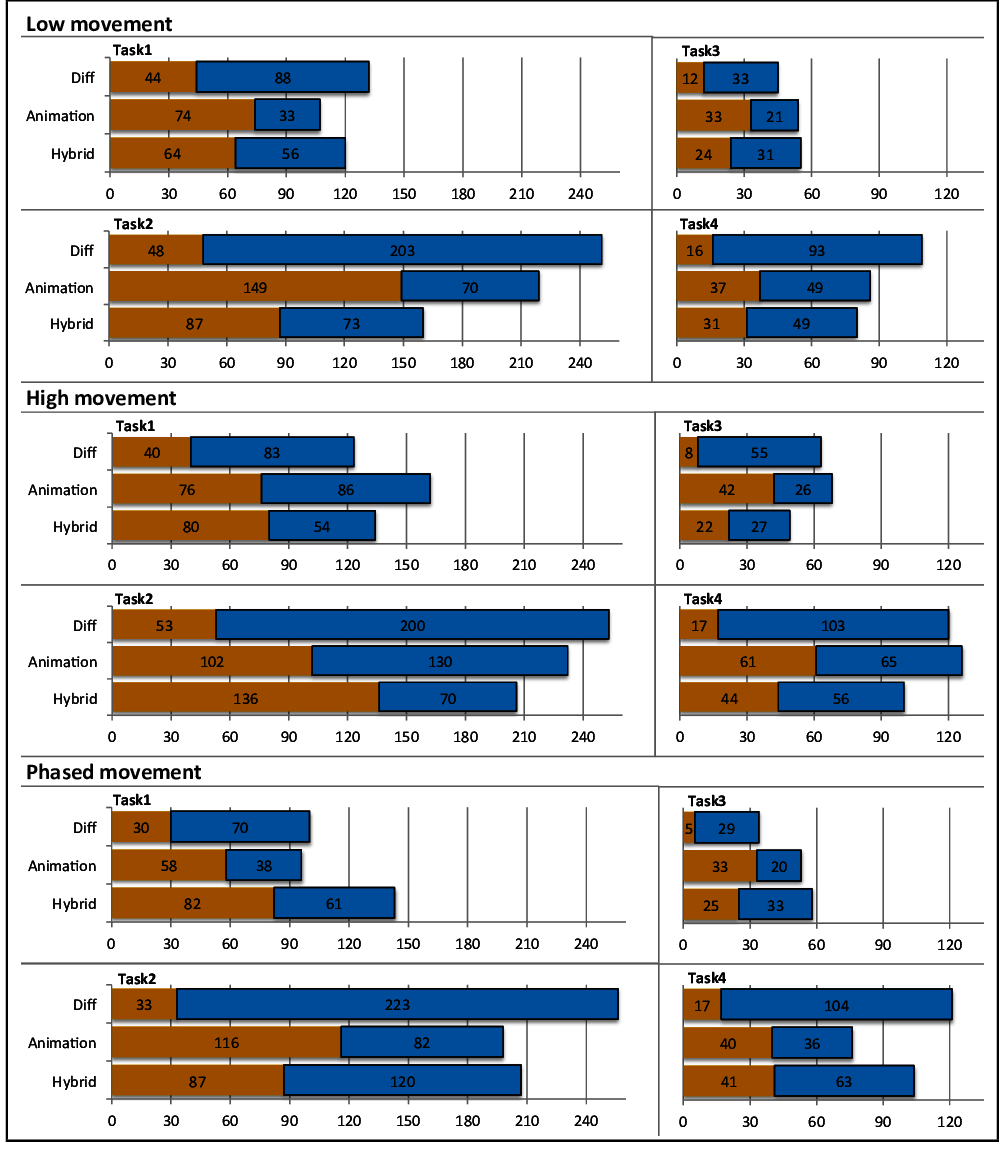 Low movement
Task1
Diff 44 88
Animation 74 33
Hybrid 64 56
0 30 60 90 120 150 180 210 240
Task3
12 33
33 21
24 31
0 30 60 90 120
Task2
Diff 48 203
Animation 149 70
Hybrid 87 73
0 30 60 90 120 150 180 210 240
Task4
16 93
37 49
31 49
0 30 60 90 120
High movement
Task1
Diff 40 83
Animation 76 86
Hybrid 80 54
0 30 60 90 120 150 180 210 240
Task3
8 55
42 26
22 27
0 30 60 90 120
Task2
Diff 53 200
Animation 102 130
Hybrid 136 70
0 30 60 90 120 150 180 210 240
Task4
17 103
61 65
44 56
0 30 60 90 120
Phased movement
Task1
Diff 30 70
Animation 58 38
Hybrid 82 61
0 30 60 90 120 150 180 210 240
Task3
5 29
33 20
25 33
0 30 60 90 120
Task2
Diff 33 223
Animation 116 82
Hybrid 87 120
0 30 60 90 120 150 180 210 240
Task4
17 104
40 36
41 63
0 30 60 90 120